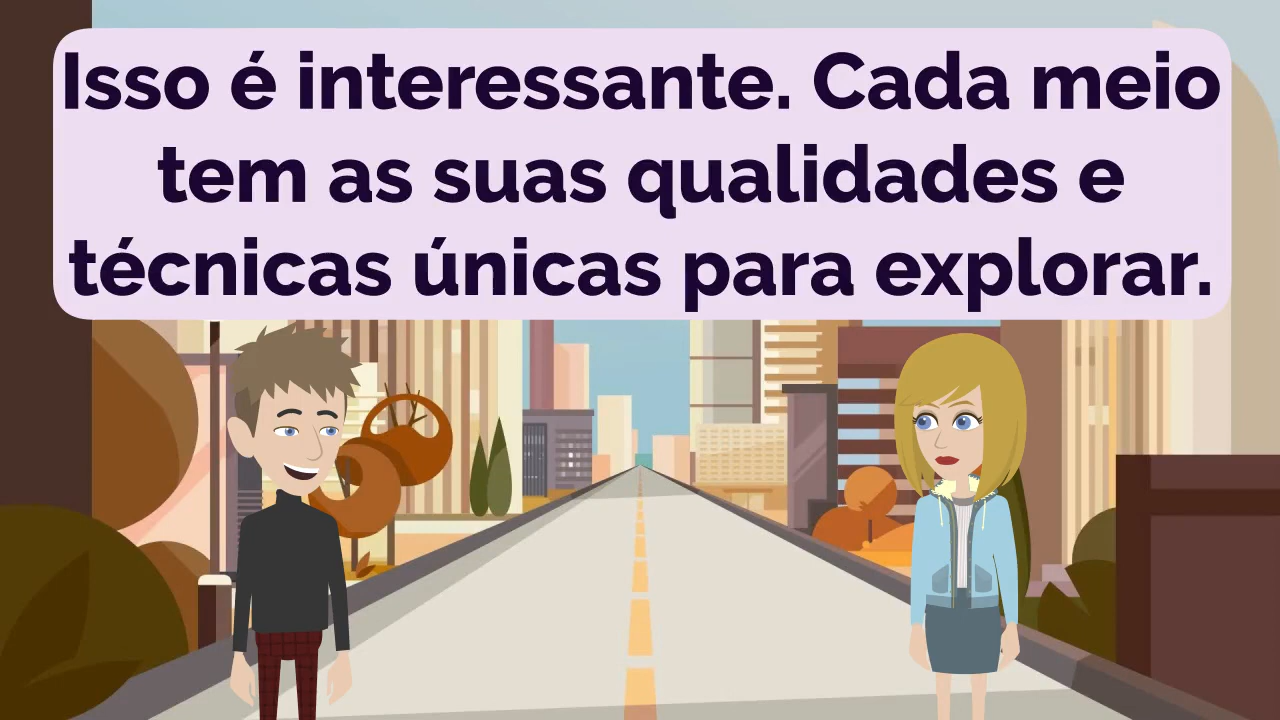 Isso é interessante. Cada meio
tem as suas qualidades e
técnicas únicas para explorar.